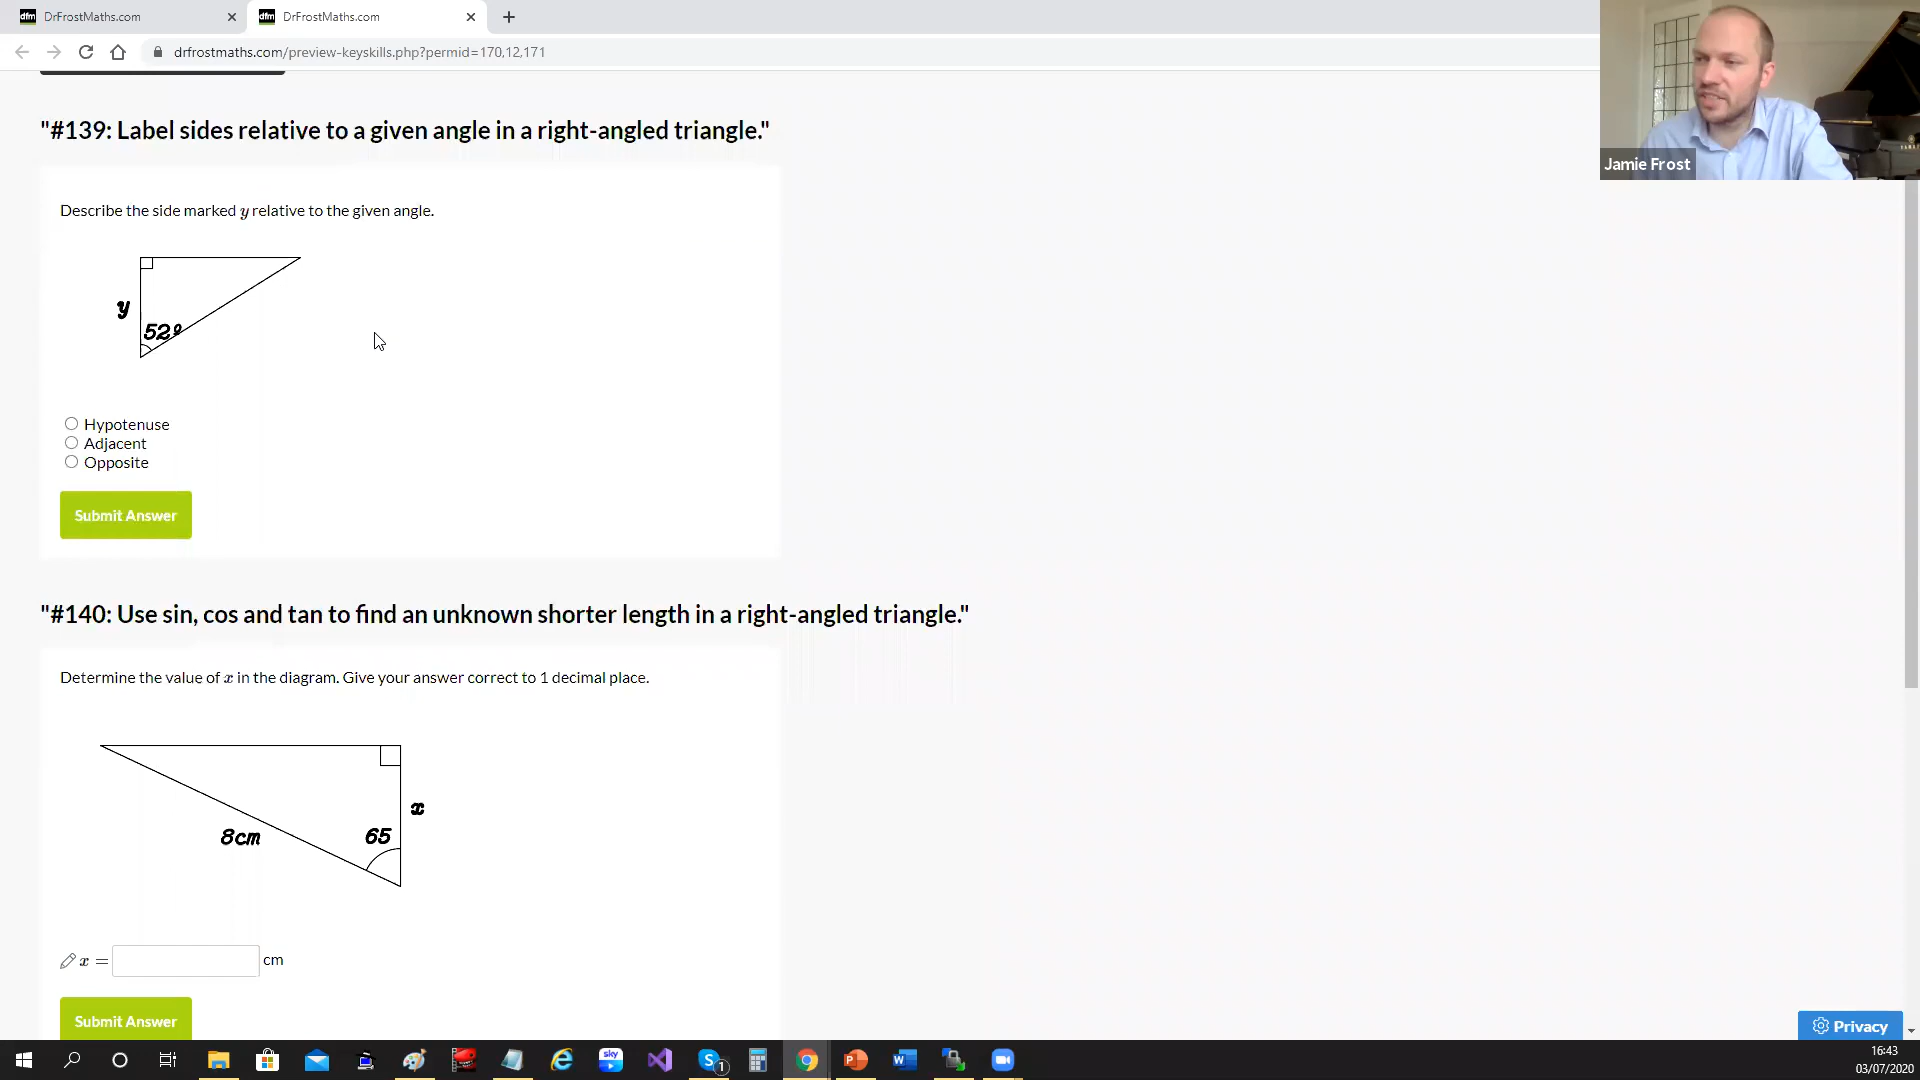 DrFrostMaths.com
DrFrostMaths.com
drfrostmaths.com/preview-keyskills.php?permid=170,12,171
Jamie Frost
"#139: Label sides relative to a given angle in a right-angled triangle."
Describe the side marked y relative to the given angle.
y
52º
Hypotenuse
Adjacent
Opposite
Submit Answer
"#140: Use sin, cos and tan to find an unknown shorter length in a right-angled triangle."
Determine the value of x in the diagram. Give your answer correct to 1 decimal place.
x
65
8cm
x = cm
Submit Answer
Privacy
sky
1
16:43
03/07/2020